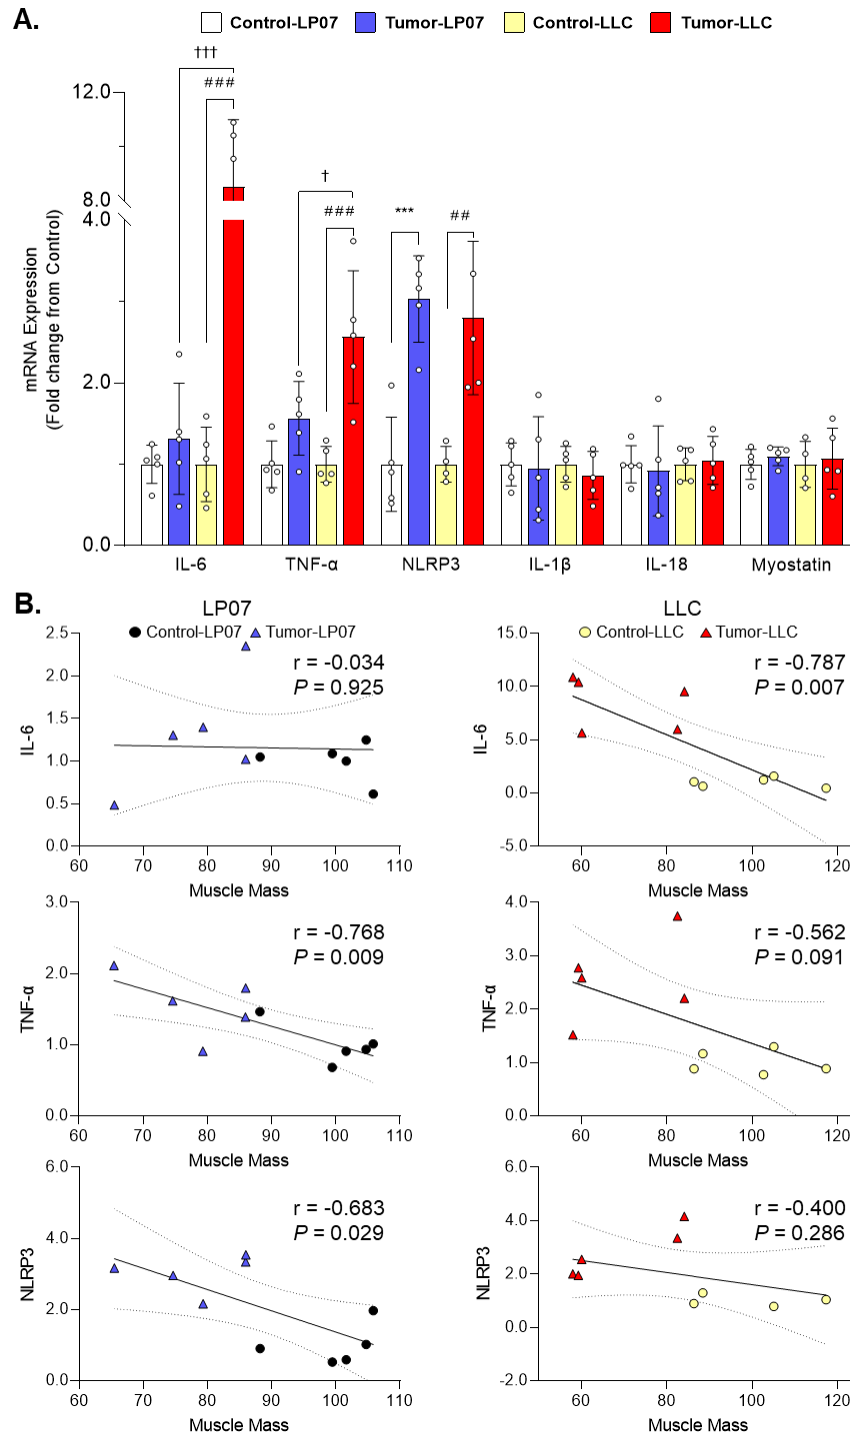 A.
Control-LP07 Tumor-LP07 Control-LLC Tumor-LLC
mRNA Expression
(Fold change from Control)
12.0
8.0
4.0
2.0
0.0
†††
###
†
###
***
##
IL-6 TNF-α NLRP3 IL-1β IL-18 Myostatin
B.
LP07
Control-LP07 Tumor-LP07
r = -0.034
P = 0.925
IL-6
2.5
2.0
1.5
1.0
0.5
0.0
60 70 80 90 100 110
Muscle Mass
LLC
Control-LLC Tumor-LLC
r = -0.787
P = 0.007
IL-6
15.0
10.0
5.0
0.0
-5.0
60 80 100 120
Muscle Mass
r = -0.768
P = 0.009
TNF-α
3.0
2.0
1.0
0.0
60 70 80 90 100 110
Muscle Mass
r = -0.562
P = 0.091
TNF-α
4.0
3.0
2.0
1.0
0.0
60 80 100 120
Muscle Mass
r = -0.683
P = 0.029
NLRP3
6.0
4.0
2.0
0.0
60 70 80 90 100 110
Muscle Mass
r = -0.400
P = 0.286
NLRP3
6.0
4.0
2.0
0.0
-2.0
60 80 100 120
Muscle Mass